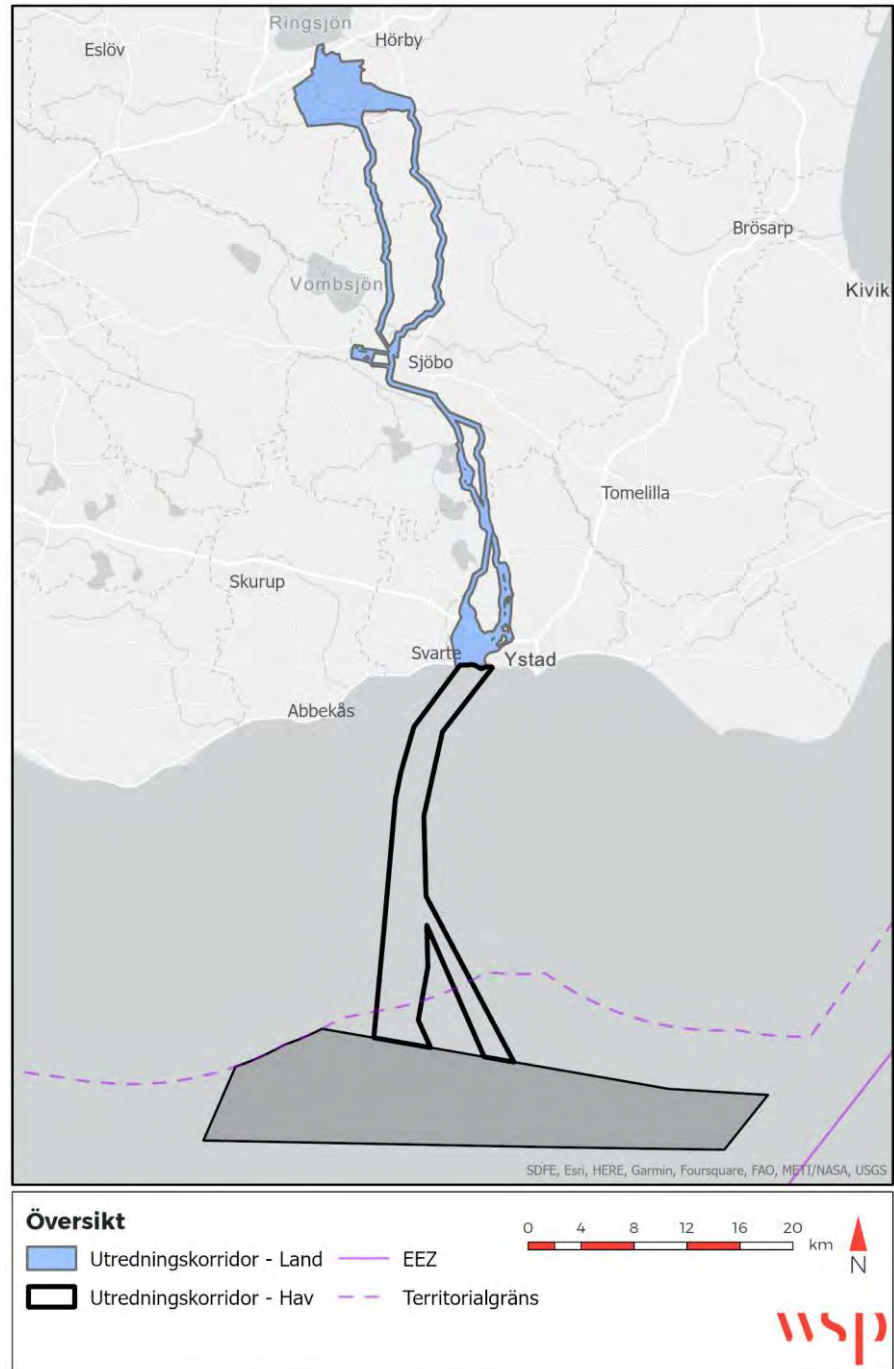 Ringsjön
Hörby
Eslöv
Brösarp
Vombsjön
Kivik
Sjöbo
Tomelilla
Skurup
Svarte
Ystad
Abbekås
SDFE, Esri, HERE, Garmin, Foursquare, FAO, METI/NASA, USGS
Översikt
Utredningskorridor - Land
EEZ
Utredningskorridor - Hav
Territorialgräns
0 4 8 12 16 20
km
N
wsp